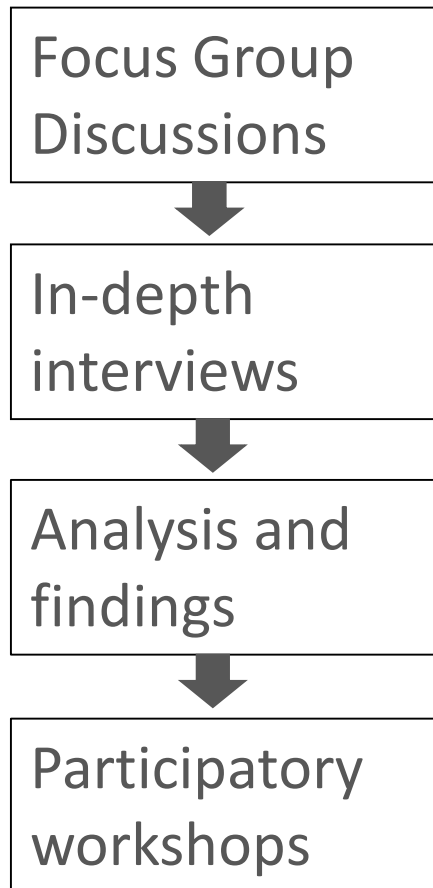 Focus Group
Discussions
In-depth
interviews
Analysis and
findings
Participatory
workshops